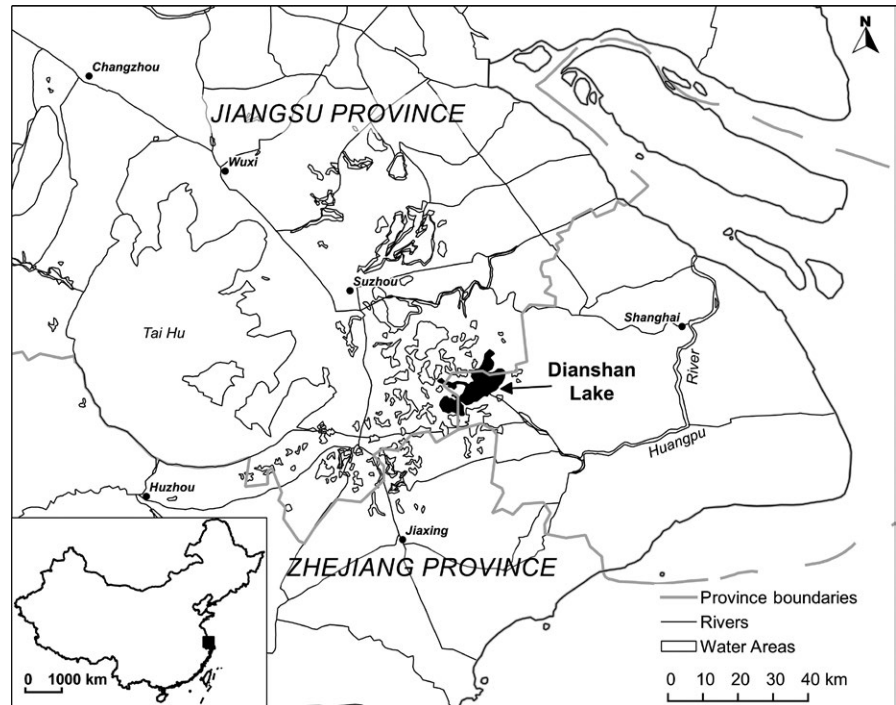 N
Changzhou
JIANGSU PROVINCE
Wuxi
Suzhou
Tai Hu
Shanghai
River
Dianshan
Lake
Huangpu
Huzhou
Jiaxing
ZHEJIANG PROVINCE
Province boundaries
Rivers
Water Areas
0 1000 km
0 10 20 30 40 km